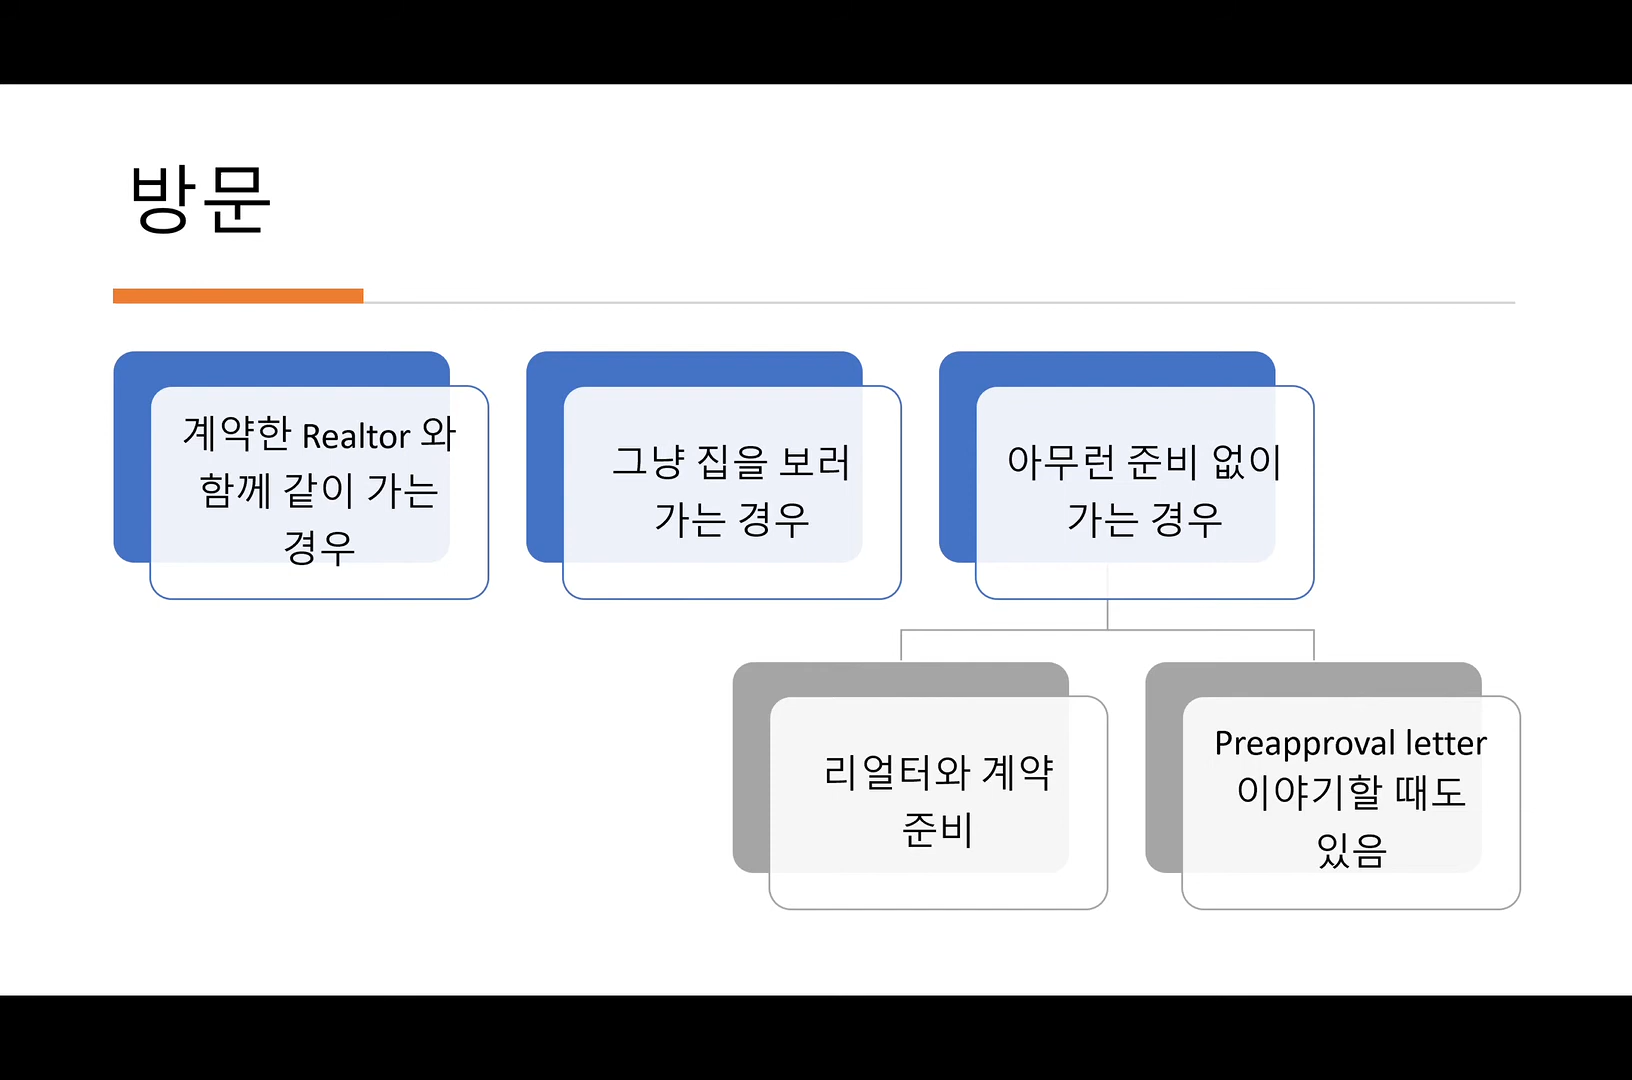 방문
계약한 Realtor 와
함께 같이 가는
경우
그냥 집을 보러
가는 경우
아무런 준비 없이
가는 경우
리얼터와 계약
준비
Preapproval letter
이야기할 때도
있음